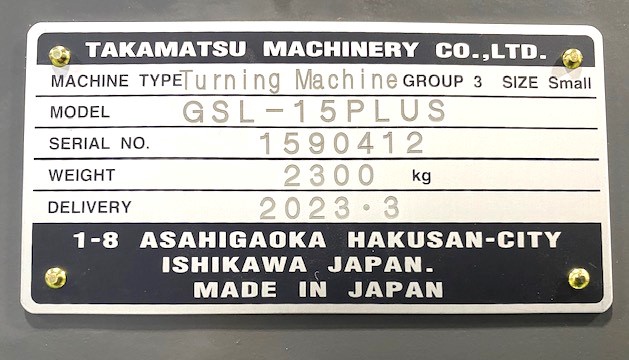 TAKAMATSU MACHINERY CO.,LTD.
MACHINE TYPE Turning Machine GROUP 3 SIZE Small
MODEL GSL-15PLUS
SERIAL NO. 1590412
WEIGHT 2300 kg
DELIVERY 2023・3
1-8 ASAHIGAOKA HAKUSAN-CITY
ISHIKAWA JAPAN.
MADE IN JAPAN